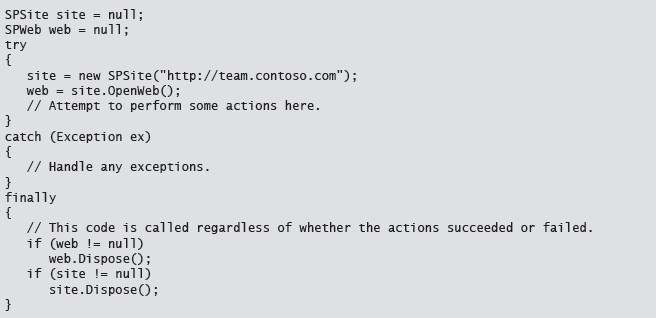 SPSite site = null;
SPWeb web = null;
try
{
   site = new SPSite("http://team.contoso.com");
   web = site.OpenWeb();
   // Attempt to perform some actions here.
}
catch (Exception ex)
{
   // Handle any exceptions.
}
finally
{
   // This code is called regardless of whether the actions succeeded or failed.
   if (web != null)
      web.Dispose();
   if (site != null)
      site.Dispose();
}